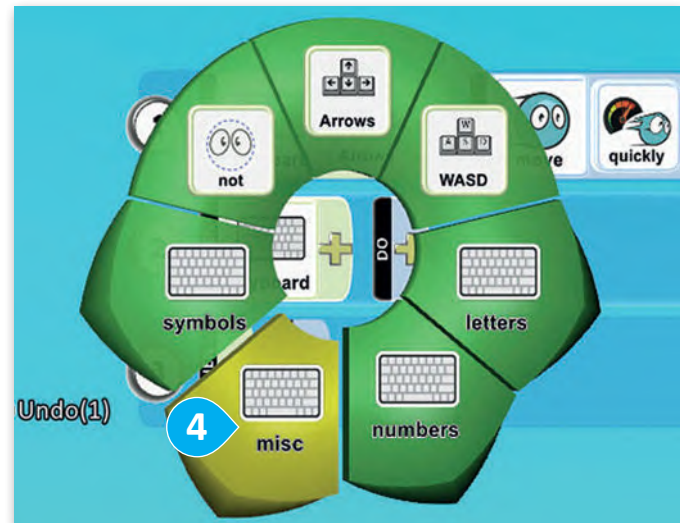 Arrows
not
WASD
move
quickly
W
A S D
DO
symbols
letters
Undo(1)
4
misc
numbers